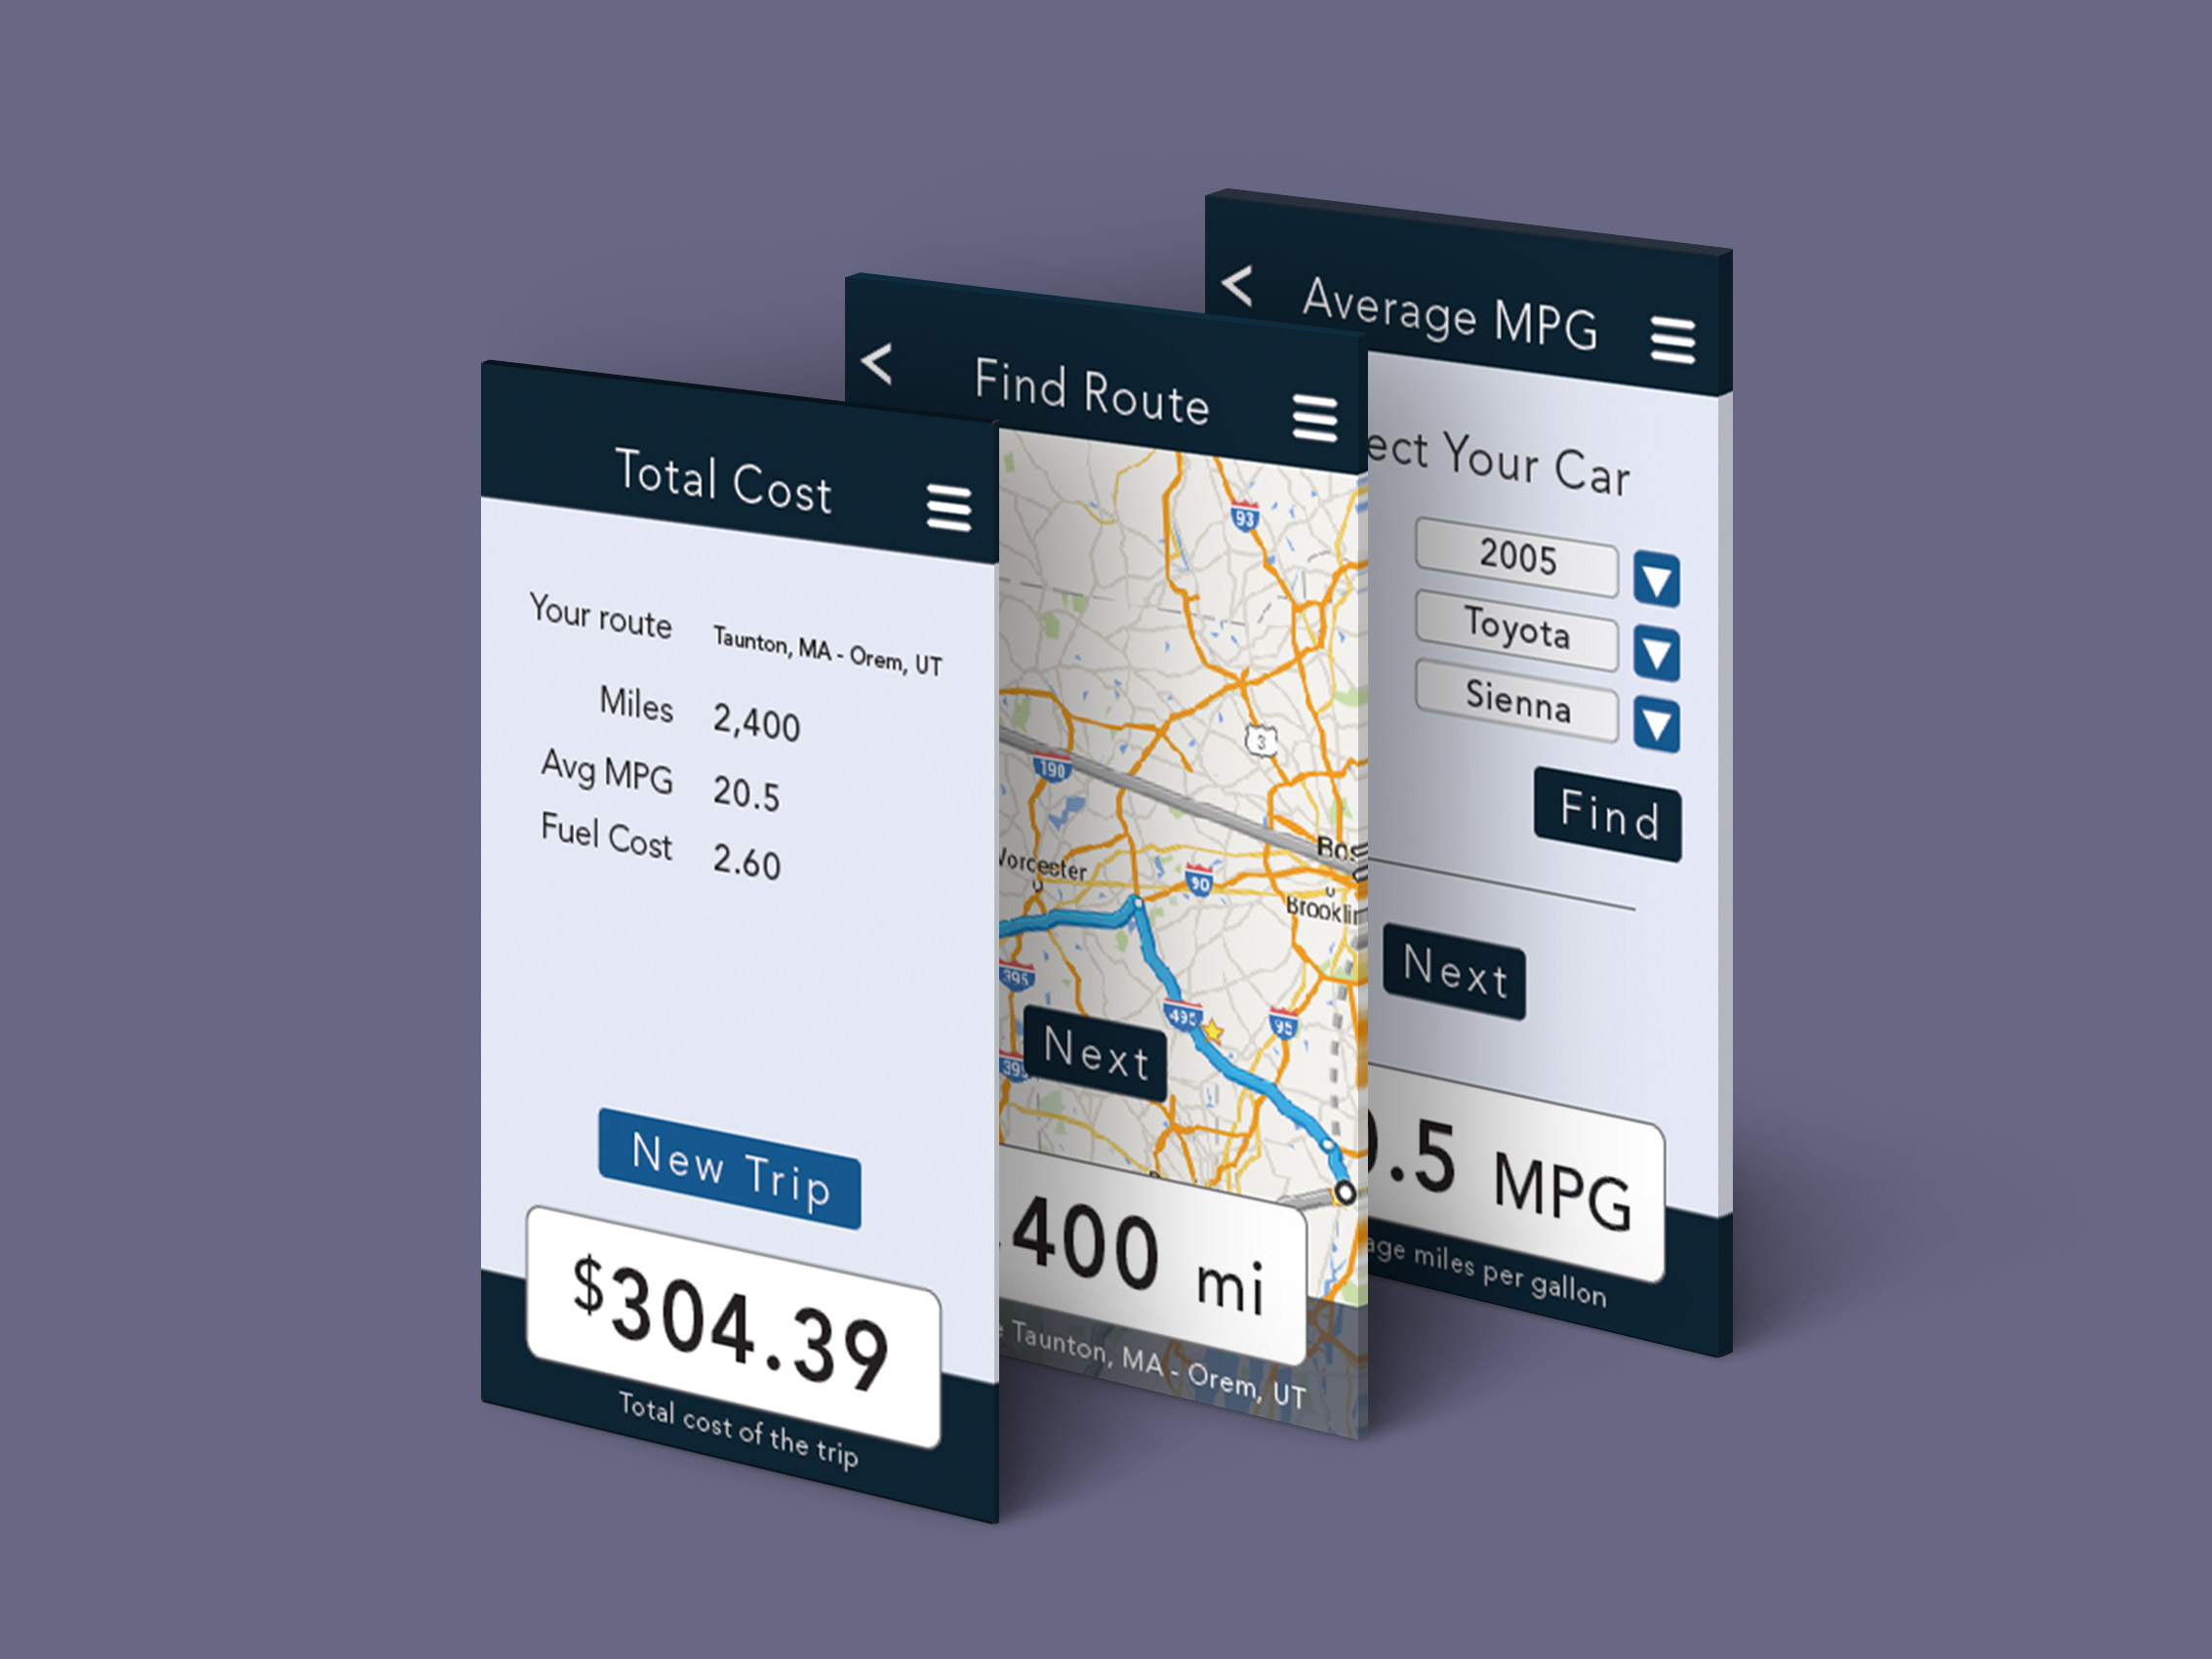 Total Cost
Your route Taunton, MA - Orem, UT
Miles 2,400
Avg MPG 20.5
Fuel Cost 2.60
New Trip
$304.39
Total cost of the trip
<
Find Route
93
3
190
Worcester
90
Bos
Brooklin
395
495
95
395
Next
400 mi
Taunton, MA - Orem, UT
<
Average MPG
ect Your Car
2005
Toyota
Sienna
Find
Next
.5 MPG
age miles per gallon